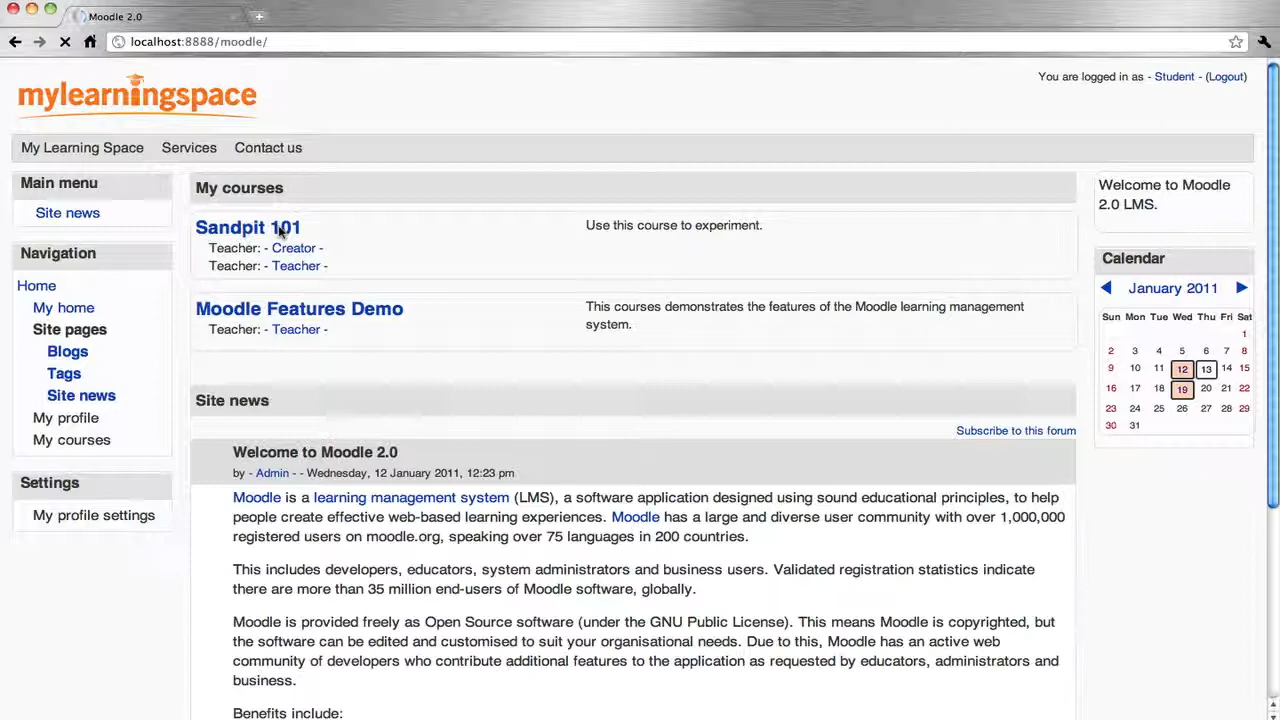 Moodle 2.0
localhost:8888/moodle/
mylearningspace
You are logged in as - Student - (Logout)
My Learning Space Services Contact us
Main menu
Site news
Navigation
Home
My home
Site pages
Blogs
Tags
Site news
My profile
My courses
Settings
My profile settings
My courses
Sandpit 101
Teacher: - Creator -
Teacher: - Teacher -
Use this course to experiment.
Moodle Features Demo
Teacher: - Teacher -
This courses demonstrates the features of the Moodle learning management
system.
Site news
Subscribe to this forum
Welcome to Moodle 2.0
by - Admin - - Wednesday, 12 January 2011, 12:23 pm
Moodle is a learning management system (LMS), a software application designed using sound educational principles, to help
people create effective web-based learning experiences. Moodle has a large and diverse user community with over 1,000,000
registered users on moodle.org, speaking over 75 languages in 200 countries.
This includes developers, educators, system administrators and business users. Validated registration statistics indicate
there are more than 35 million end-users of Moodle software, globally.
Moodle is provided freely as Open Source software (under the GNU Public License). This means Moodle is copyrighted, but
the software can be edited and customised to suit your organisational needs. Due to this, Moodle has an active web
community of developers who contribute additional features to the application as requested by educators, administrators and
business.
Benefits include:
Welcome to Moodle
2.0 LMS.
Calendar
January 2011
Sun Mon Tue Wed Thu Fri Sat
1
2 3 4 5 6 7 8
9 10 11 12 13 14 15
16 17 18 19 20 21 22
23 24 25 26 27 28 29
30 31